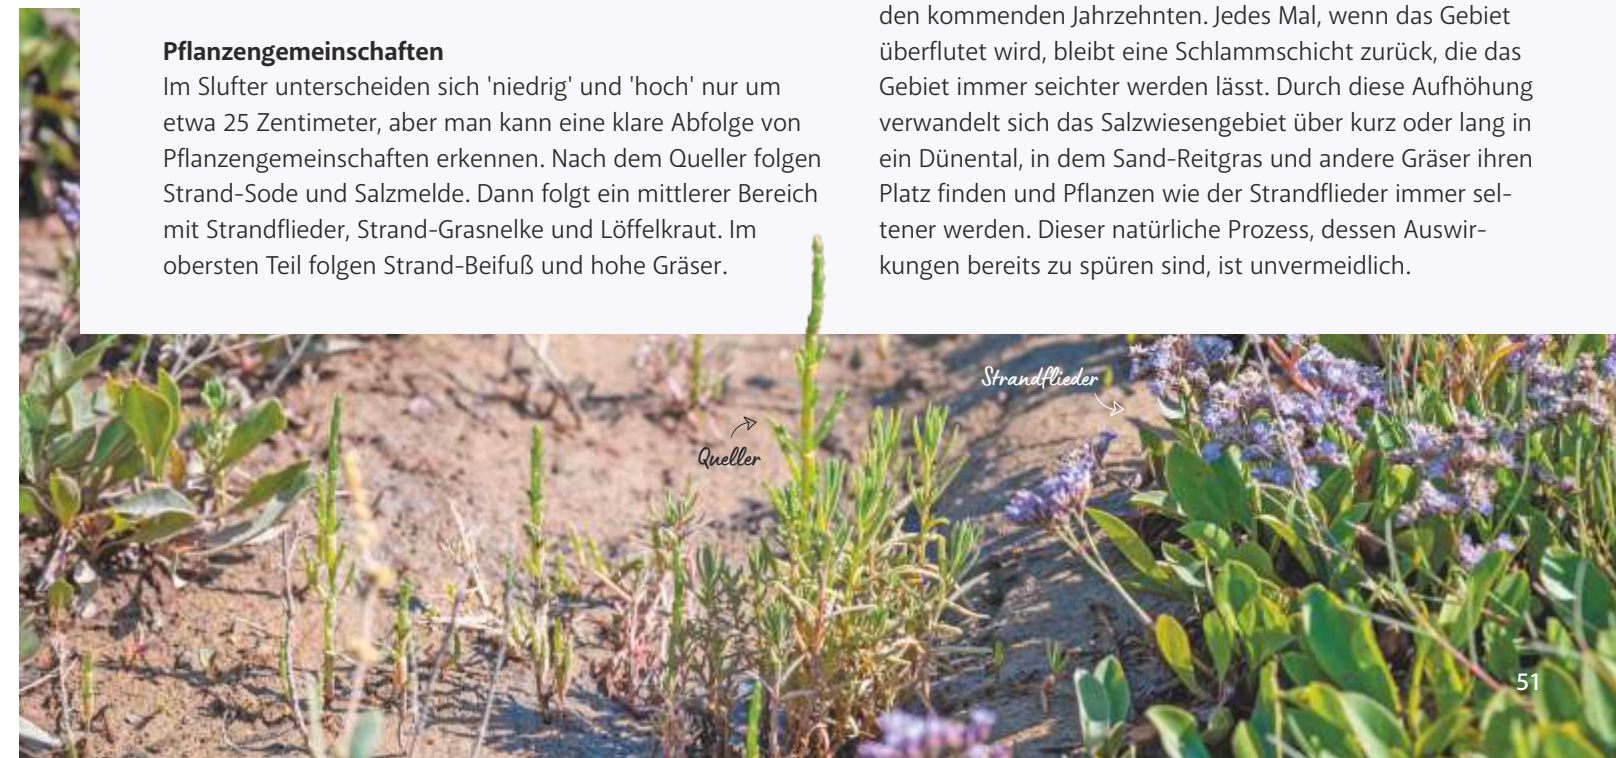 Pflanzengemeinschaften
Im Slufter unterscheiden sich 'niedrig' und 'hoch' nur um
etwa 25 Zentimeter, aber man kann eine klare Abfolge von
Pflanzengemeinschaften erkennen. Nach dem Queller folgen
Strand-Sode und Salzmelde. Dann folgt ein mittlerer Bereich
mit Strandflieder, Strand-Grasnelke und Löffelkraut. Im
obersten Teil folgen Strand-Beifuß und hohe Gräser.
den kommenden Jahrzehnten. Jedes Mal, wenn das Gebiet
überflutet wird, bleibt eine Schlammschicht zurück, die das
Gebiet immer seichter werden lässt. Durch diese Aufhöhung
verwandelt sich das Salzwiesengebiet über kurz oder lang in
ein Dünental, in dem Sand-Reitgras und andere Gräser ihren
Platz finden und Pflanzen wie der Strandflieder immer sel-
tener werden. Dieser natürliche Prozess, dessen Auswir-
kungen bereits zu spüren sind, ist unvermeidlich.
Strandflieder
Queller
51